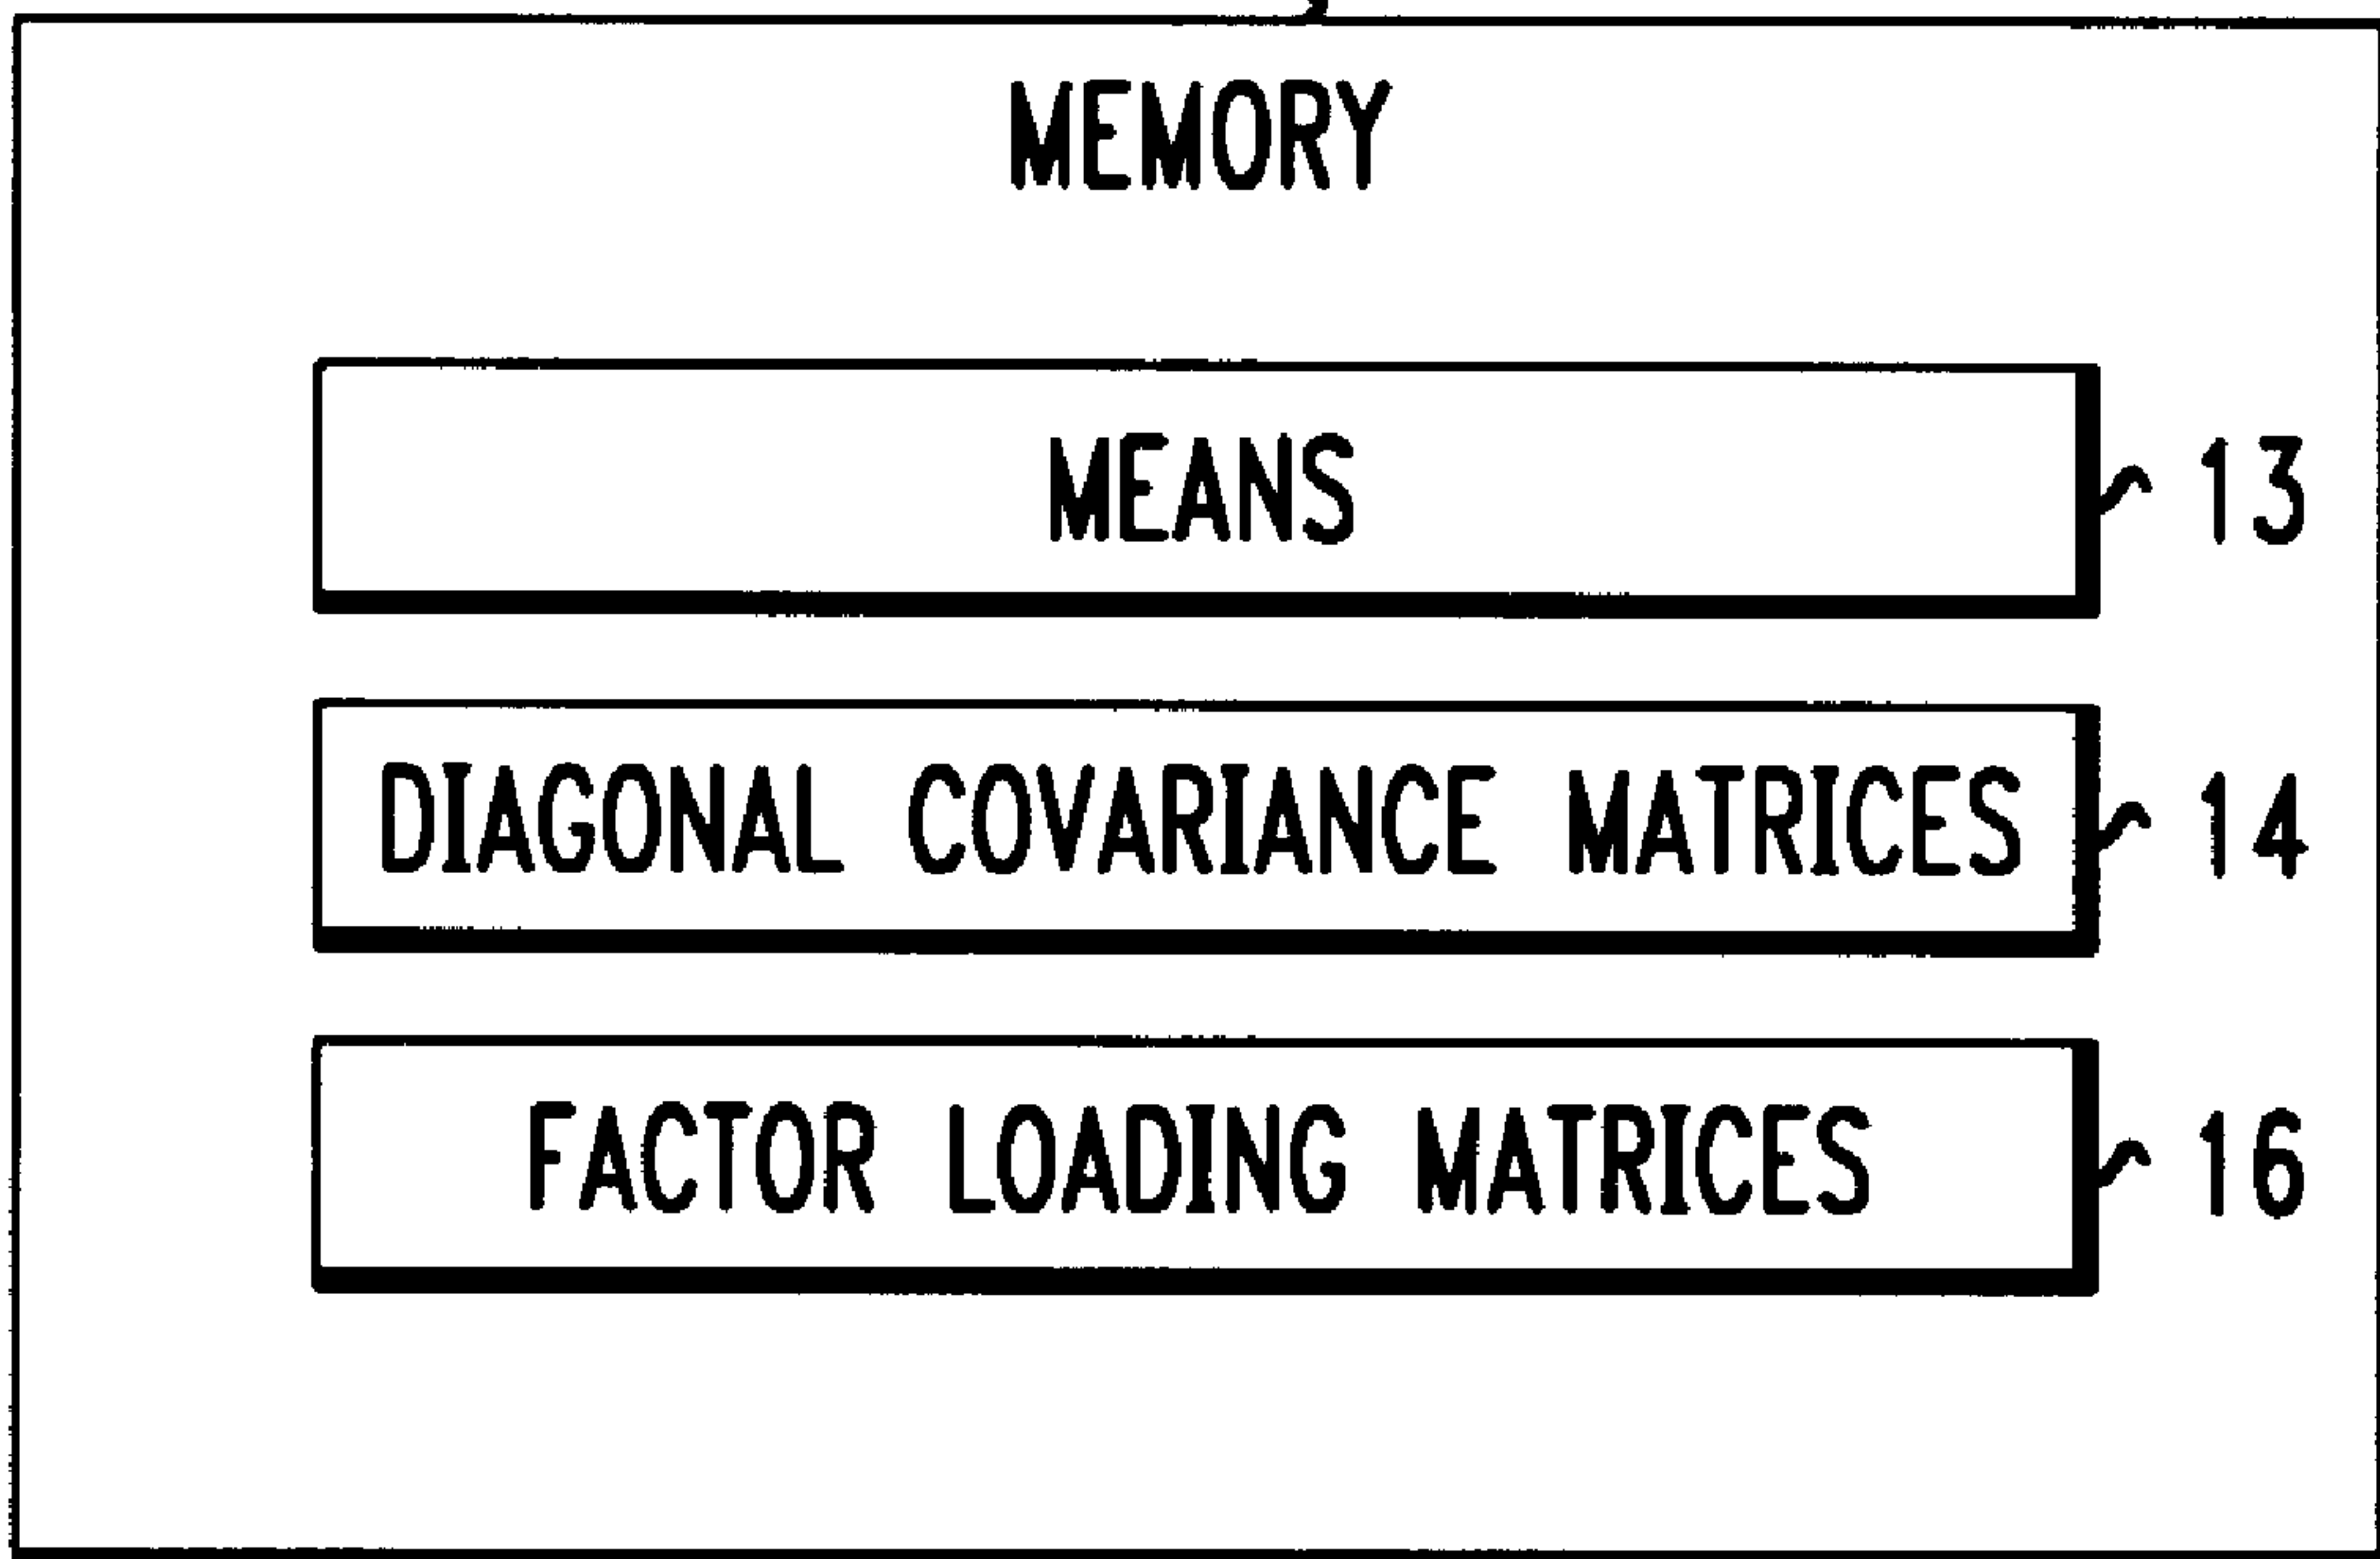 MEMORY
MEANS 13
DIAGONAL COVARIANCE MATRICES 14
FACTOR LOADING MATRICES 16